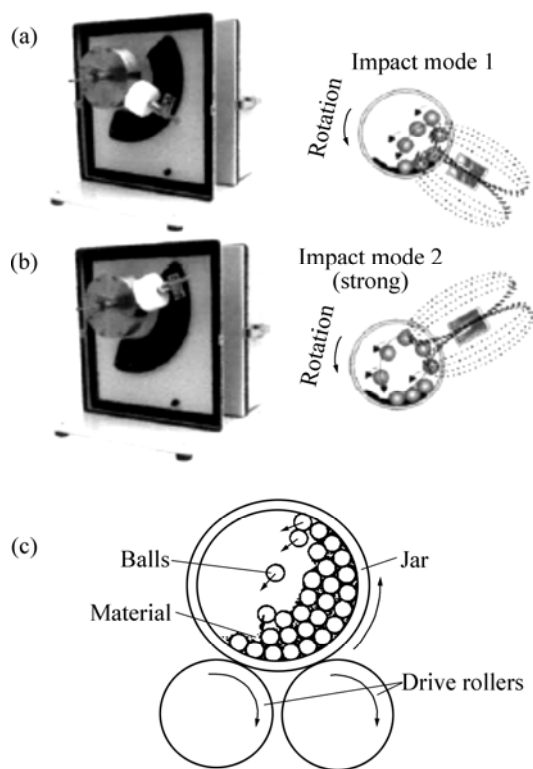 (a)
Impact mode 1
Rotation
(b)
Impact mode 2
(strong)
Rotation
(c)
Balls
Jar
Material
Drive rollers